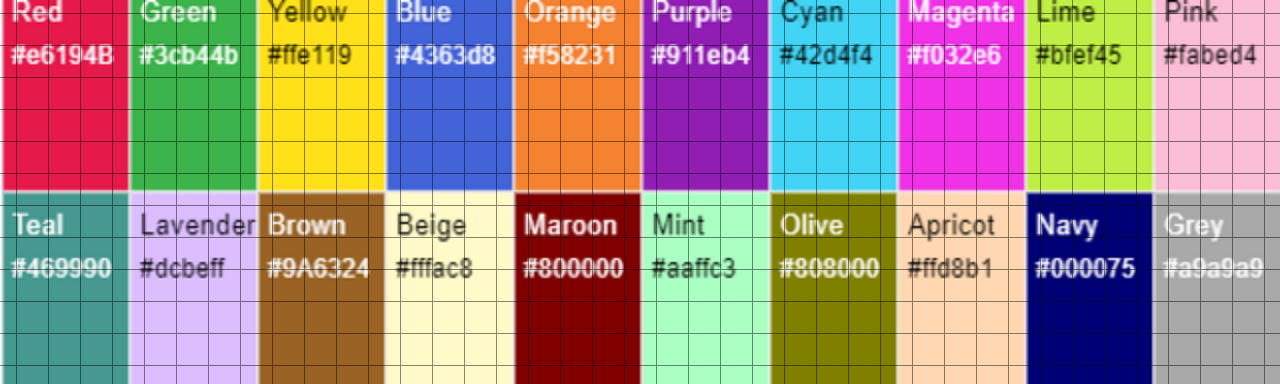 Red Green Yellow Blue Orange Purple Cyan Magenta Lime Pink
#e6194B #3cb44b #ffe119 #4363d8 #f58231 #911eb4 #42d4f4 #f032e6 #bfef45 #fabed4
Teal Lavender Brown Beige Maroon Mint Olive Apricot Navy Grey
#469990 #dcbeff #9A6324 #fffac8 #800000 #aaffc3 #808000 #ffd8b1 #000075 #a9a9a9